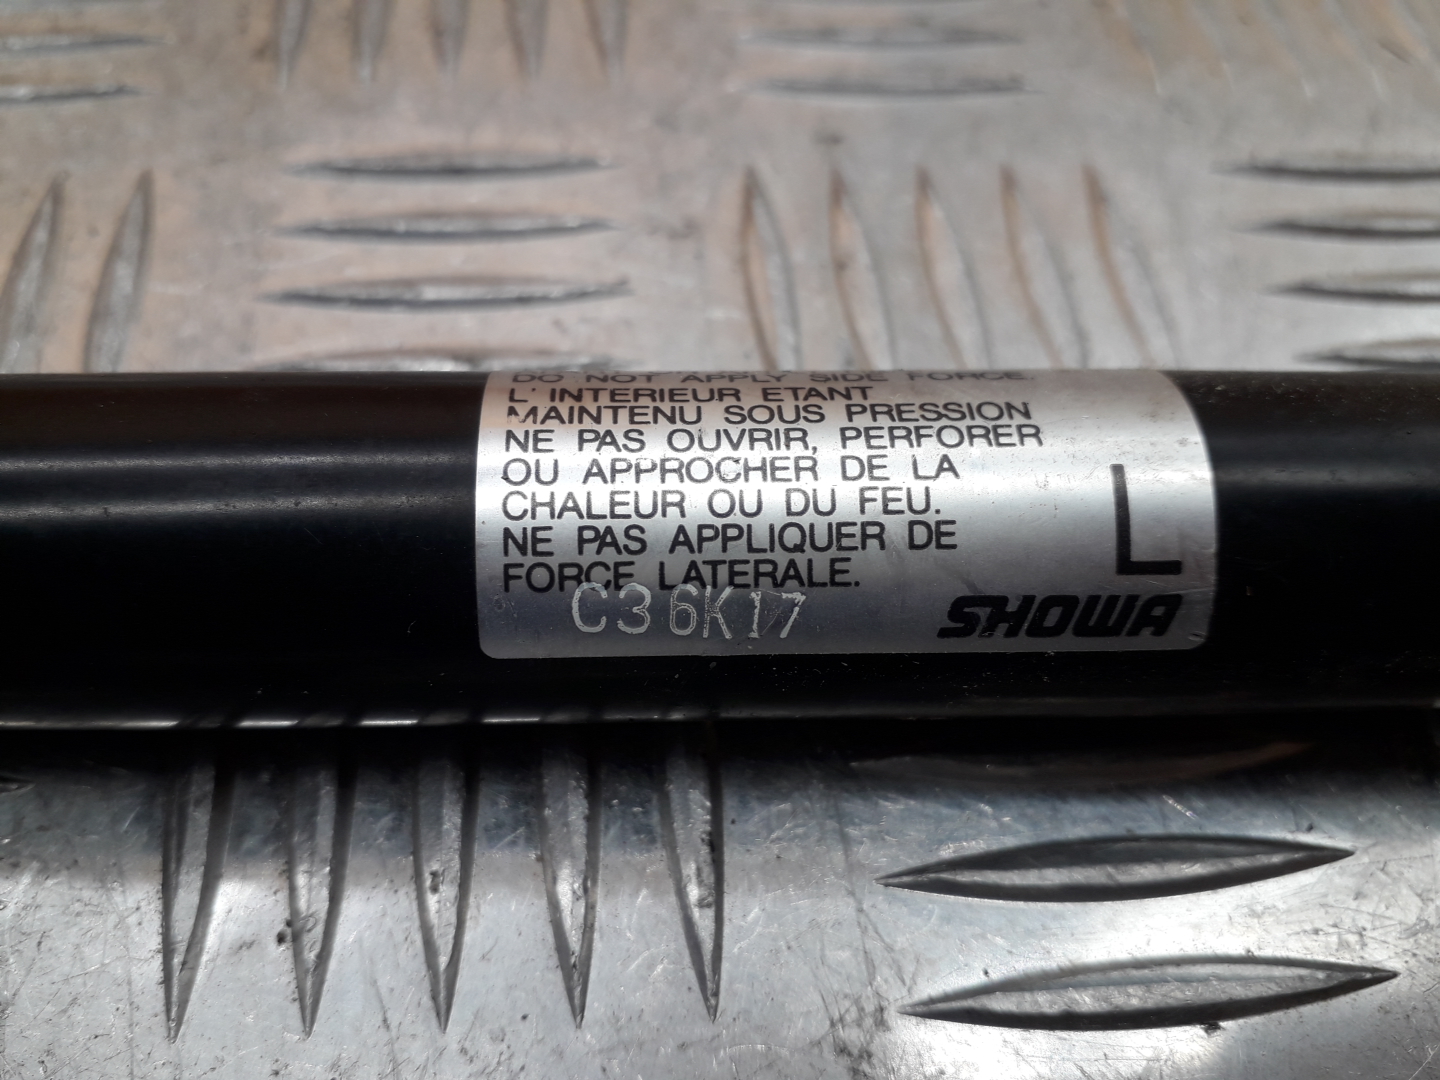 DO NOT APPLY SIDE FORCE.
L'INTERIEUR ETANT
MAINTENU SOUS PRESSION
NE PAS OUVRIR, PERFORER
OU APPROCHER DE LA
CHALEUR OU DU FEU.
NE PAS APPLIQUER DE
FORCE LATERALE.
C36K17
L
SHOWA